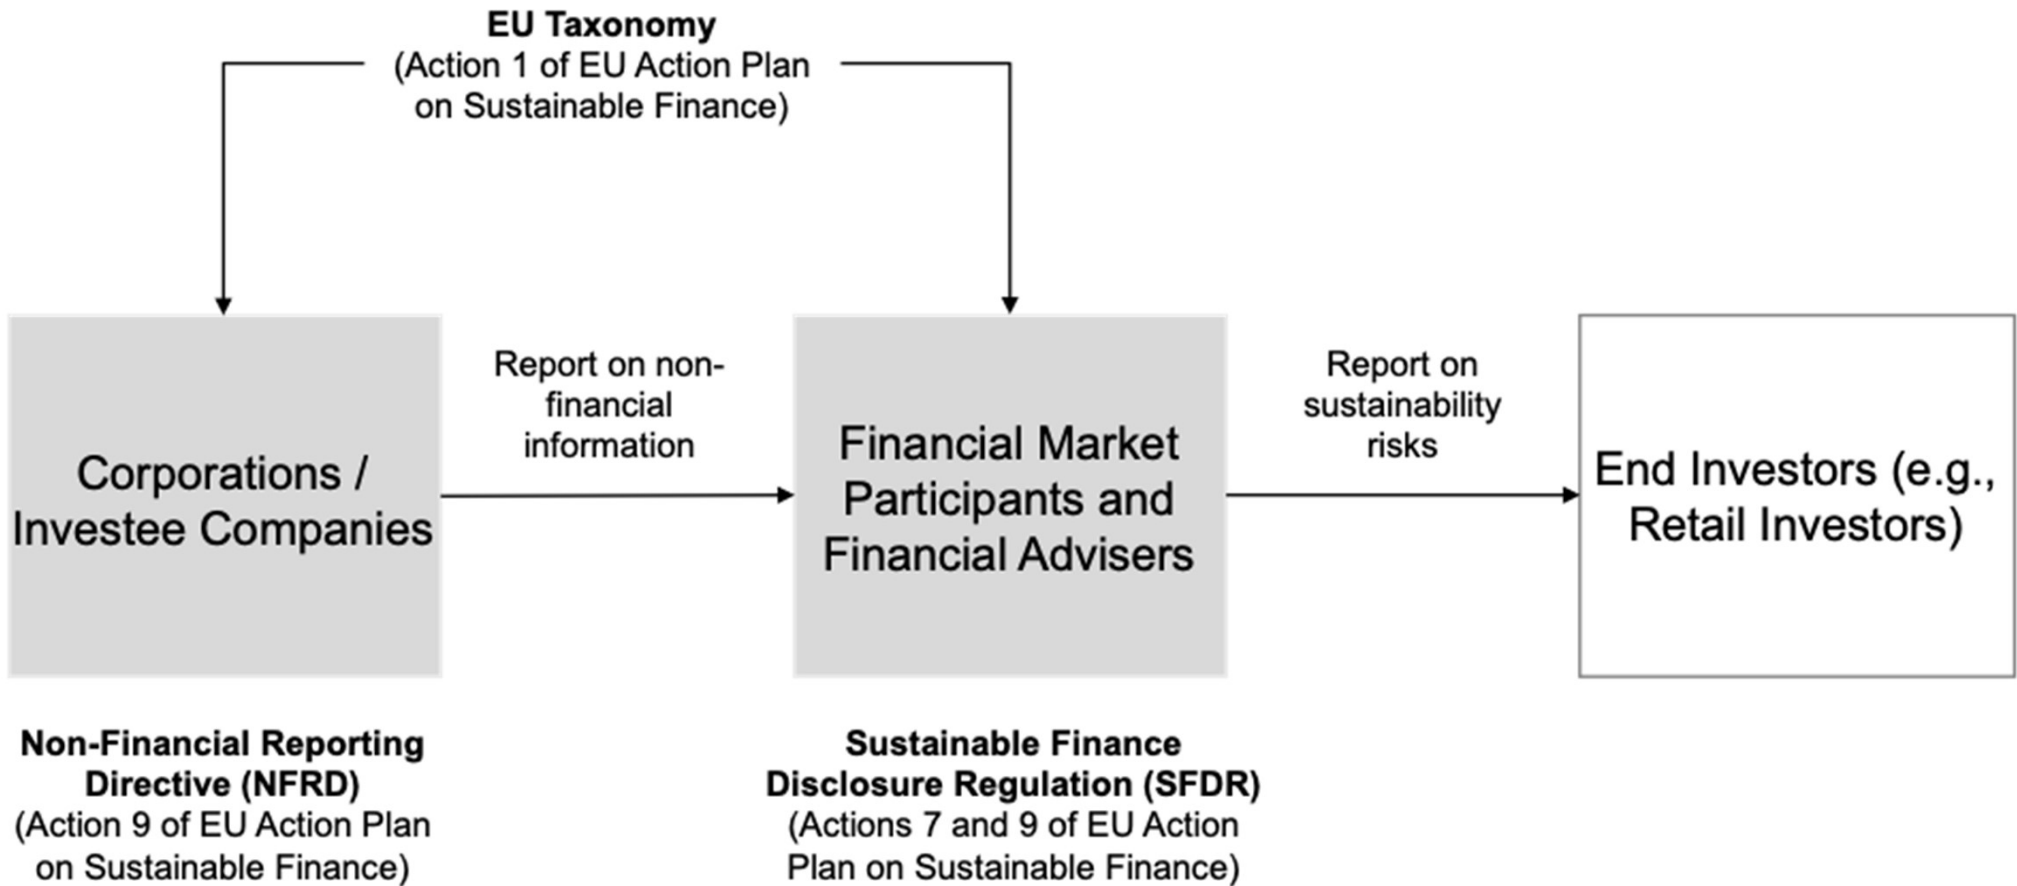 EU Taxonomy
(Action 1 of EU Action Plan
on Sustainable Finance)
Corporations /
Investee Companies
Report on non-
financial
information
Financial Market
Participants and
Financial Advisers
Report on
sustainability
risks
End Investors (e.g.,
Retail Investors)
Non-Financial Reporting
Directive (NFRD)
(Action 9 of EU Action Plan
on Sustainable Finance)
Sustainable Finance
Disclosure Regulation (SFDR)
(Actions 7 and 9 of EU Action
Plan on Sustainable Finance)